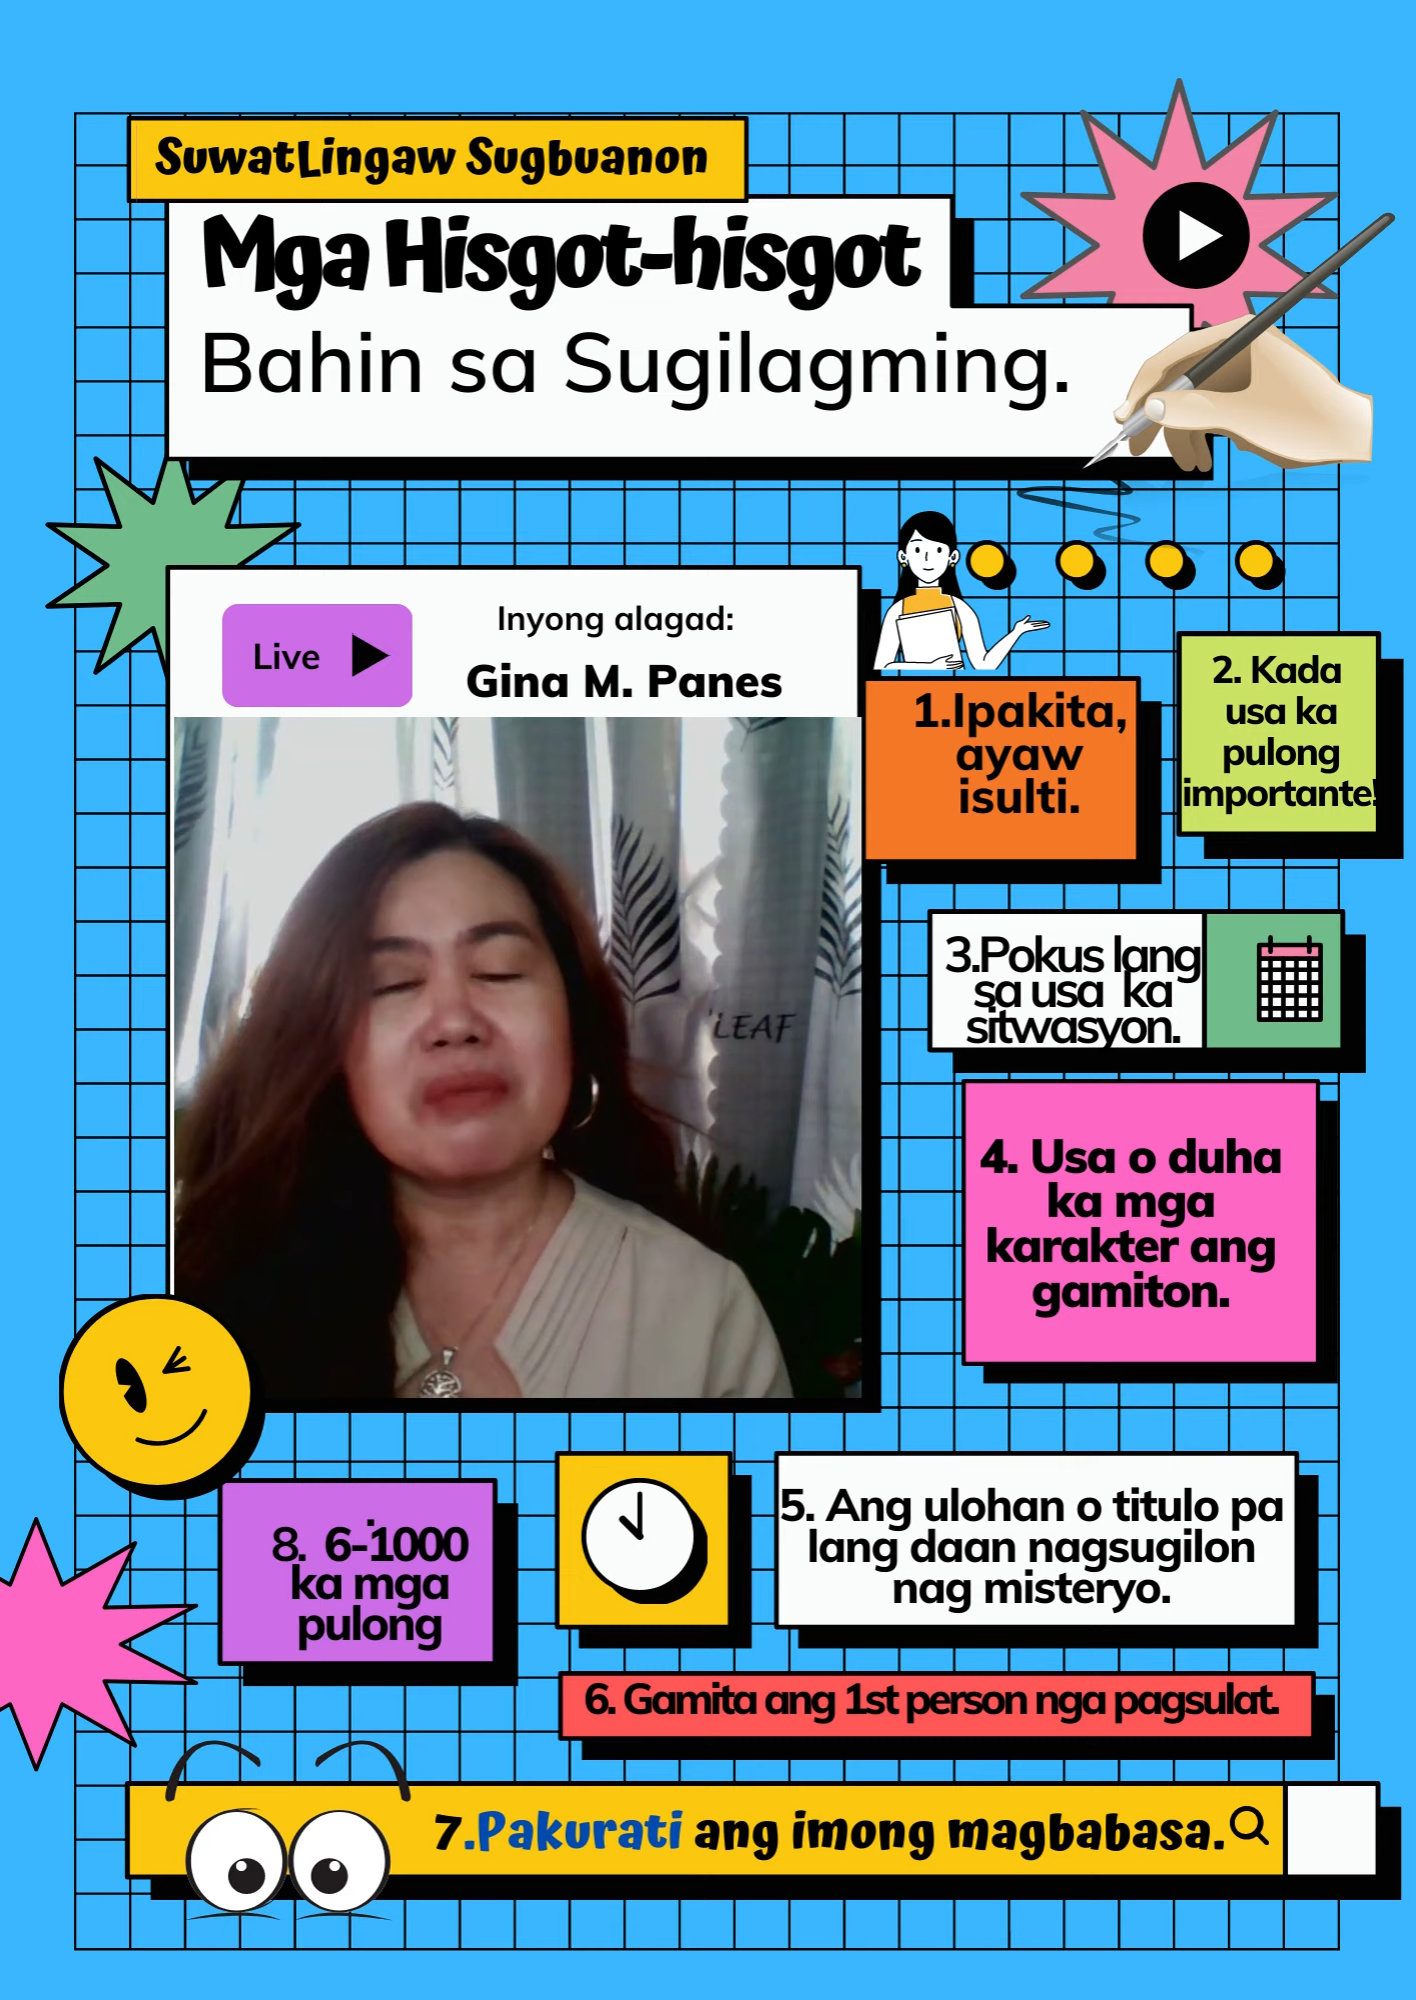 SuwatLingaw Sugbuanon
Mga Hisgot-hisgot
Bahin sa Sugilagming.
Live
Inyong alagad:
Gina M. Panes
LEAF
1.Ipakita,
ayaw
isulti.
2. Kada
usa ka
pulong
importante!
3.Pokus lang
sa usa ka
sitwasyon.
4. Usa o duha
ka mga
karakter ang
gamiton.
5. Ang ulohan o titulo pa
lang daan nagsugilon
nag misteryo.
6. Gamita ang 1st person nga pagsulat.
7.Pakurati ang imong magbabasa.
8. 6-1000
ka mga
pulong